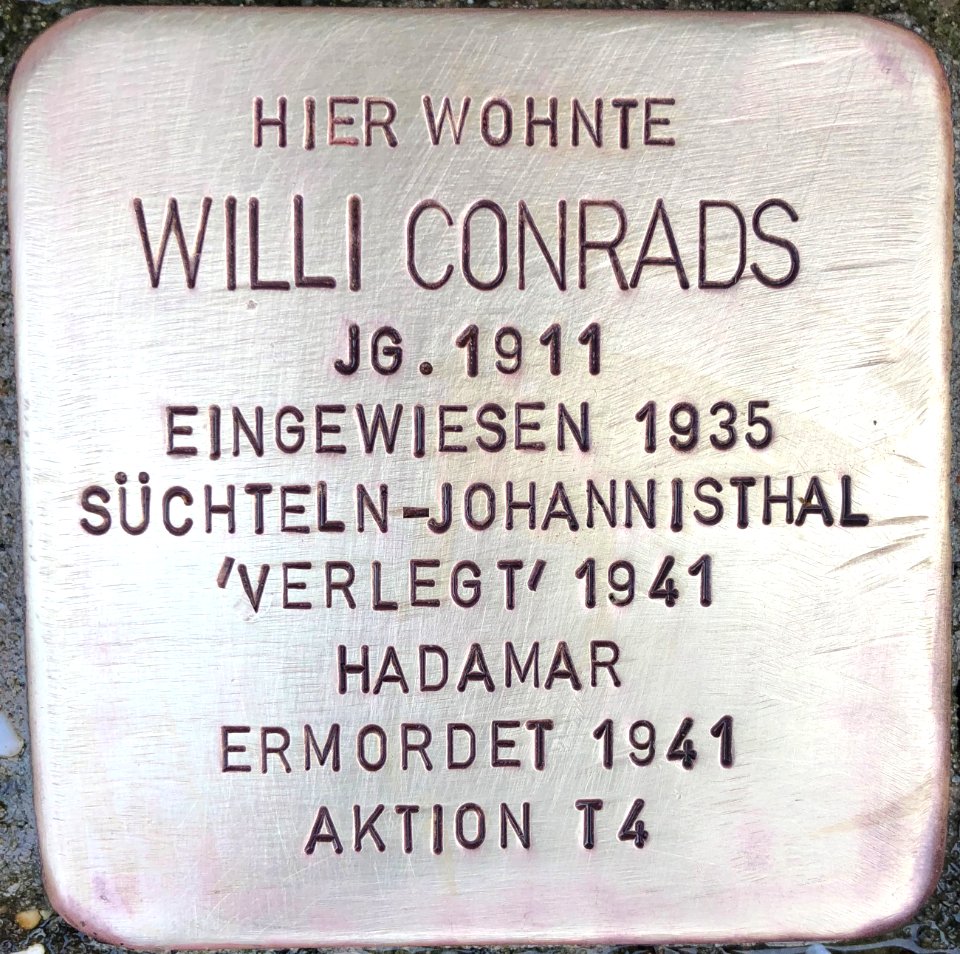 HIER WOHNTE
WILLI CONRADS
JG. 1911
EINGEWIESEN 1935
SÜCHTELN-JOHANNISTHAL
'VERLEGT' 1941
HADAMAR
ERMORDET 1941
AKTION T4